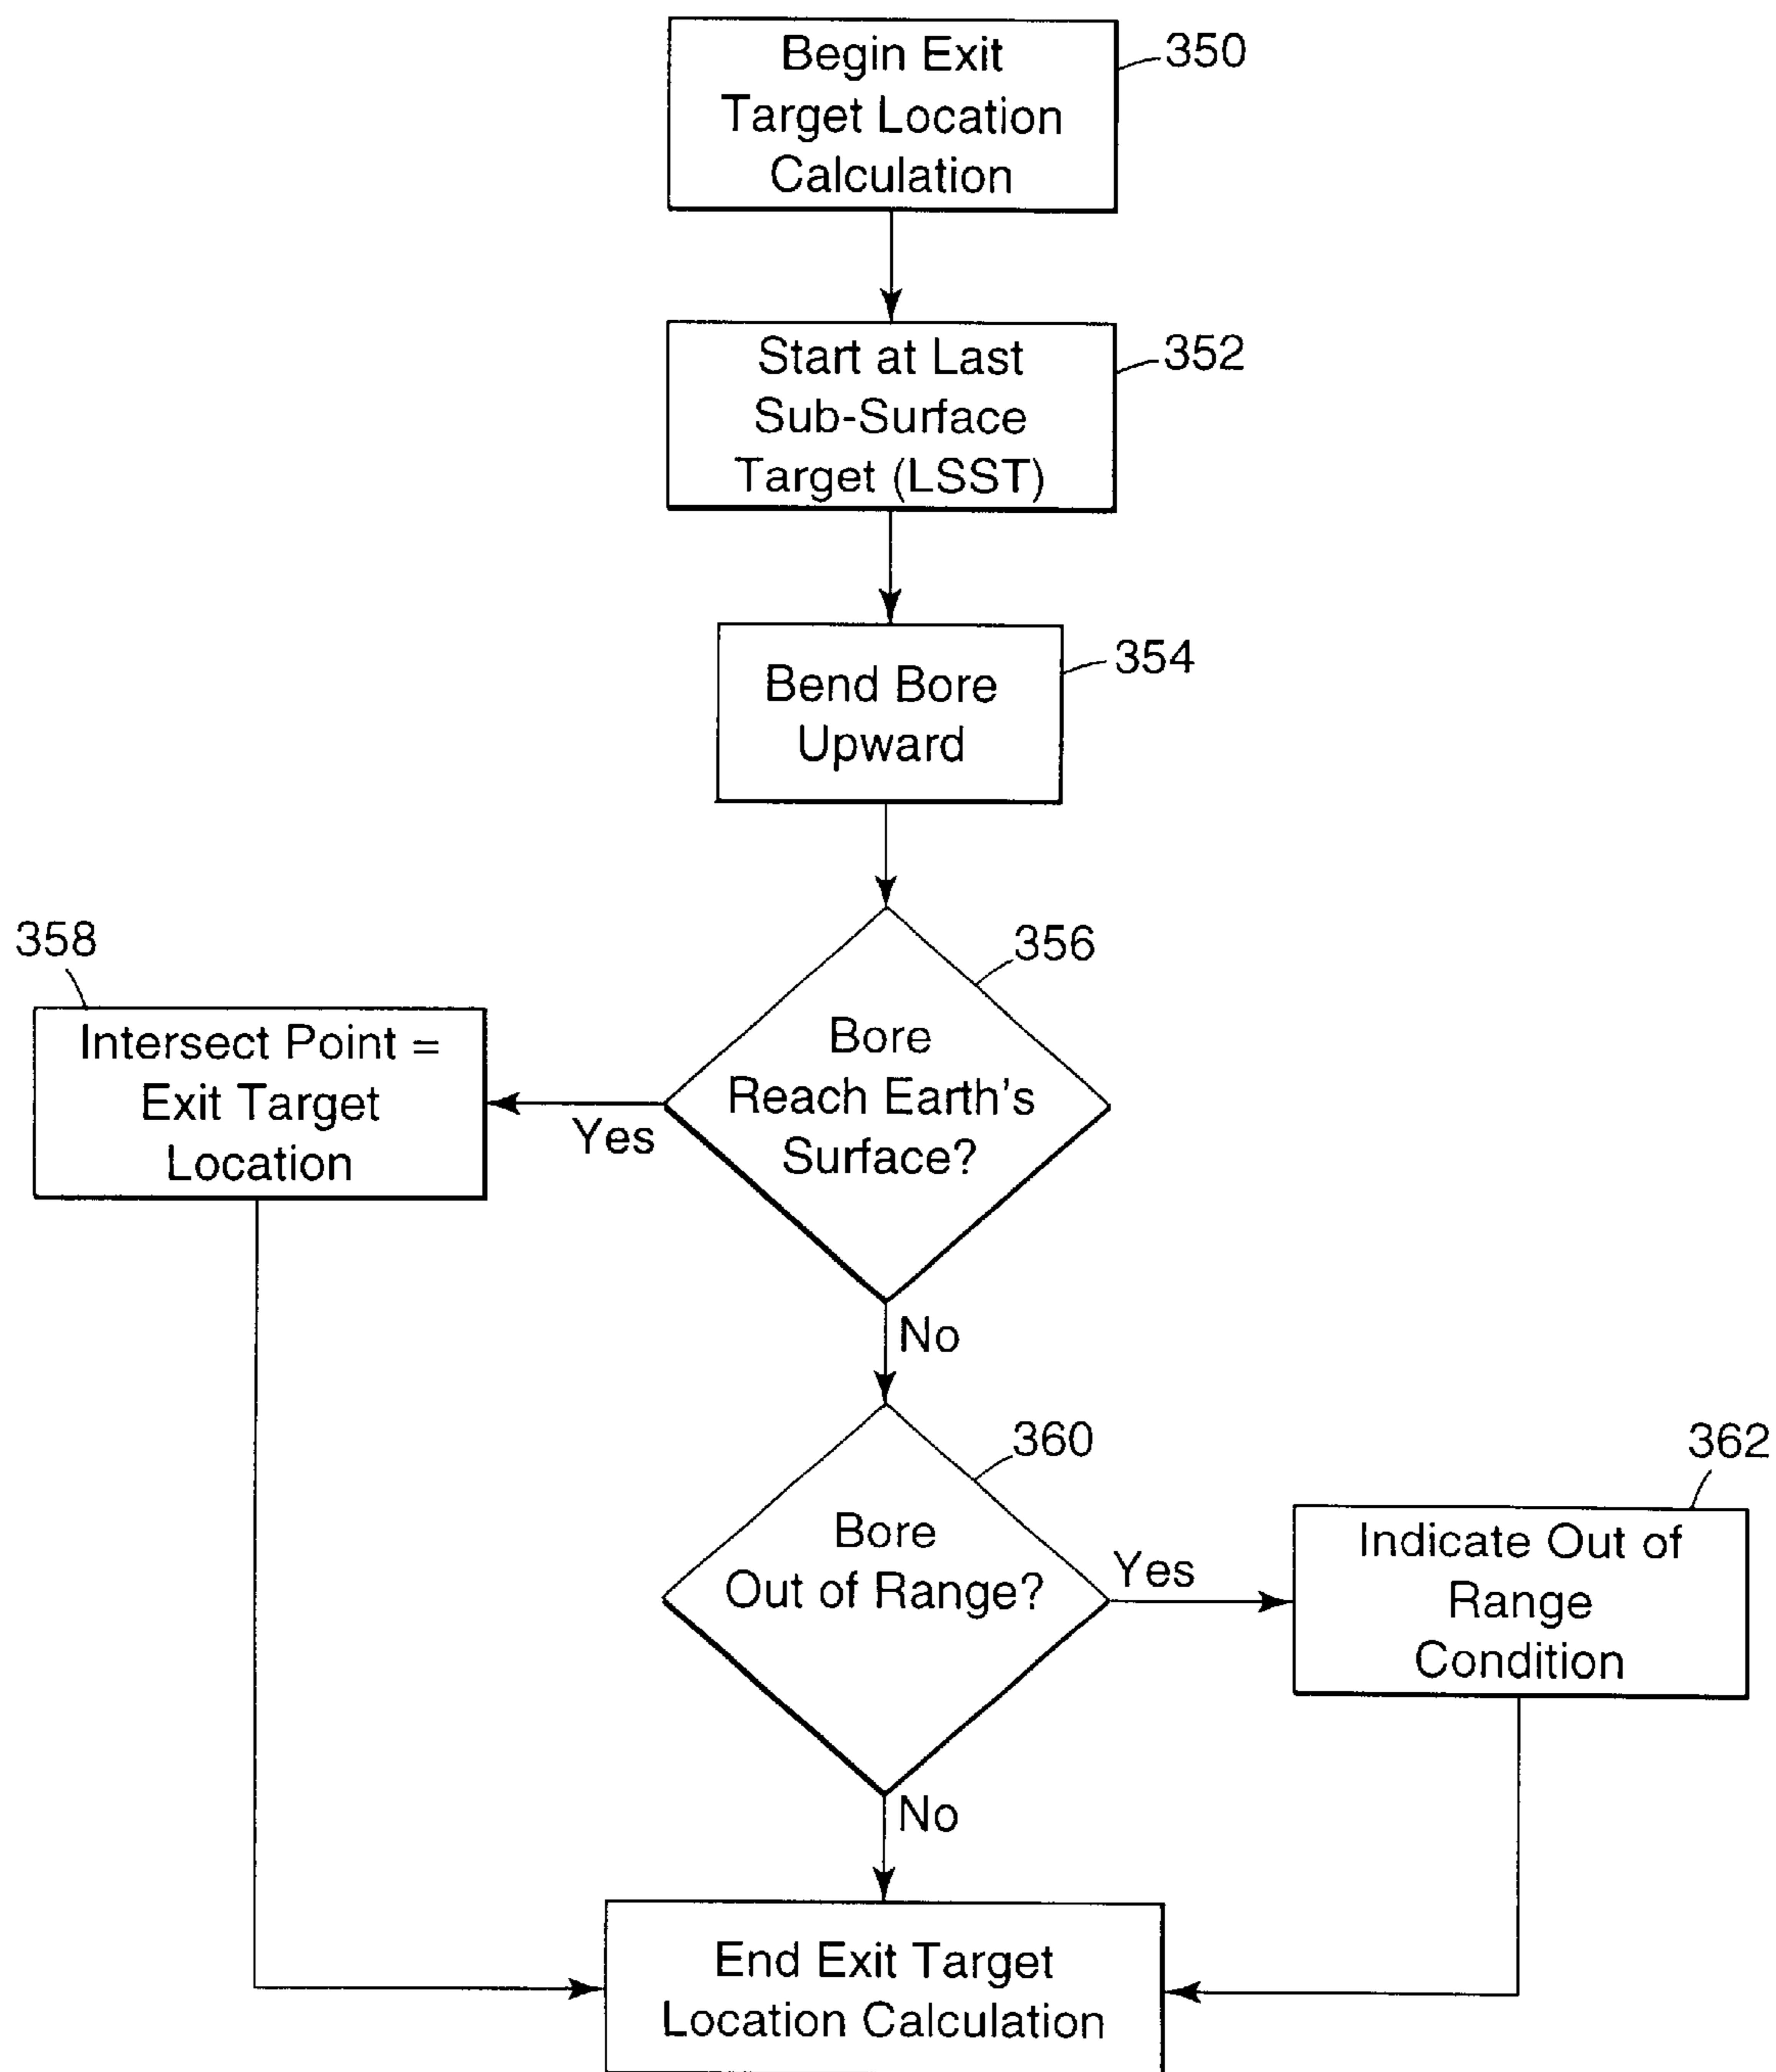 Begin Exit
Target Location
Calculation
350
Start at Last
Sub-Surface
Target (LSST)
352
Bend Bore
Upward
354
Bore
Reach Earth's
Surface?
356
Yes
358
Intersect Point =
Exit Target
Location
No
Bore
Out of Range?
360
Yes
362
Indicate Out of
Range
Condition
No
End Exit Target
Location Calculation